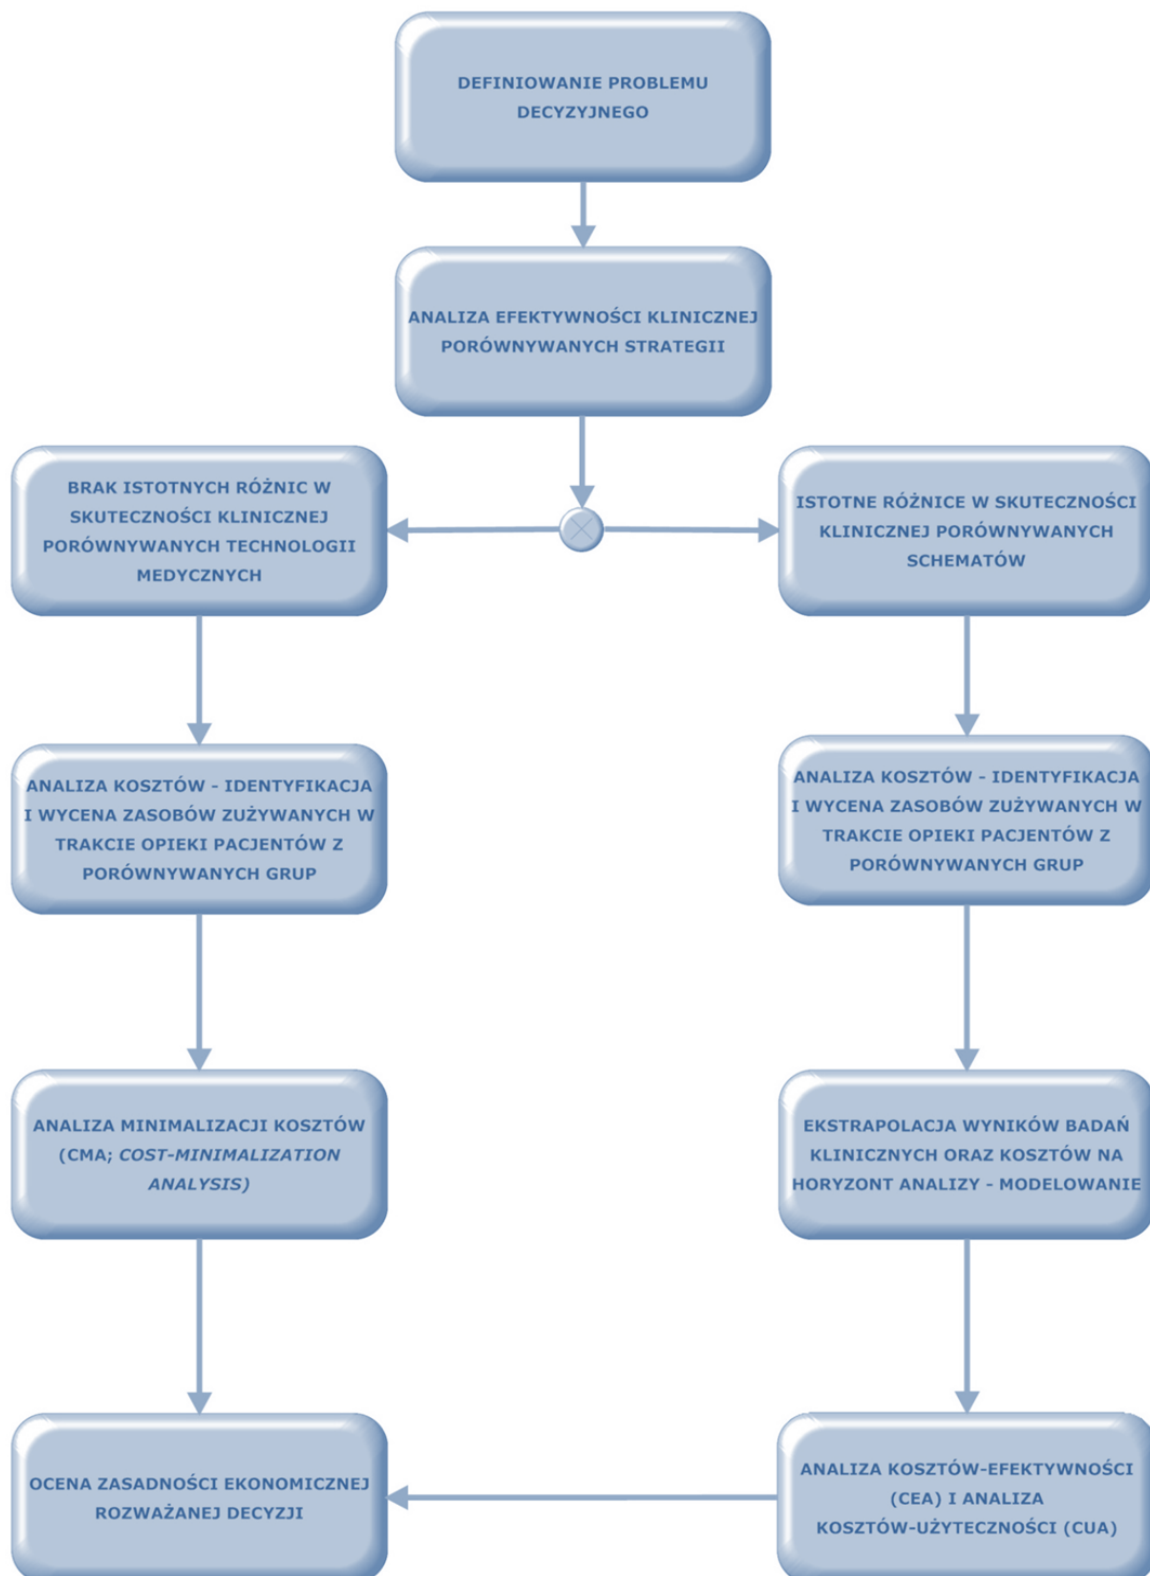 DEFINIOWANIE PROBLEMU
DECYZYJNEGO
ANALIZA EFEKTYWNOŚCI KLINICZNEJ
PORÓWNYWANYCH STRATEGII
BRAK ISTOTNYCH RÓŻNIC W
SKUTECZNOŚCI KLINICZNEJ
PORÓWNYWANYCH TECHNOLOGII
MEDYCZNYCH
ISTOTNE RÓŻNICE W SKUTECZNOŚCI
KLINICZNEJ PORÓWNYWANYCH
SCHEMATÓW
ANALIZA KOSZTÓW - IDENTYFIKACJA
I WYCENA ZASOBÓW ZUŻYWANYCH W
TRAKCIE OPIEKI PACJENTÓW Z
PORÓWNYWANYCH GRUP
ANALIZA KOSZTÓW - IDENTYFIKACJA
I WYCENA ZASOBÓW ZUŻYWANYCH W
TRAKCIE OPIEKI PACJENTÓW Z
PORÓWNYWANYCH GRUP
ANALIZA MINIMALIZACJI KOSZTÓW
(CMA; COST-MINIMALIZATION
ANALYSIS)
EKSTRAPOLACJA WYNIKÓW BADAŃ
KLINICZNYCH ORAZ KOSZTÓW NA
HORYZONT ANALIZY - MODELOWANIE
OCENA ZASADNOŚCI EKONOMICZNEJ
ROZWAŻANEJ DECYZJI
ANALIZA KOSZTÓW-EFEKTYWNOŚCI
(CEA) I ANALIZA
KOSZTÓW-UŻYTECZNOŚCI (CUA)